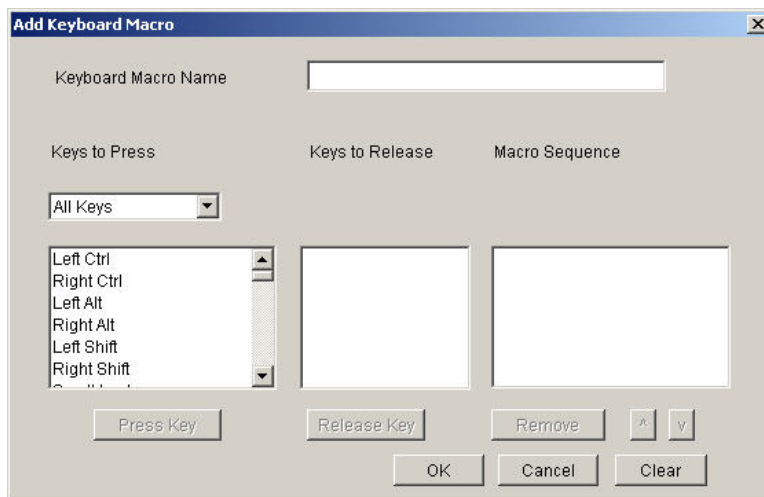 Add Keyboard Macro
Keyboard Macro Name
Keys to Press
Keys to Release
Macro Sequence
All Keys
Left Ctrl
Right Ctrl
Left Alt
Right Alt
Left Shift
Right Shift
Press Key
Release Key
Remove
^
v
OK
Cancel
Clear